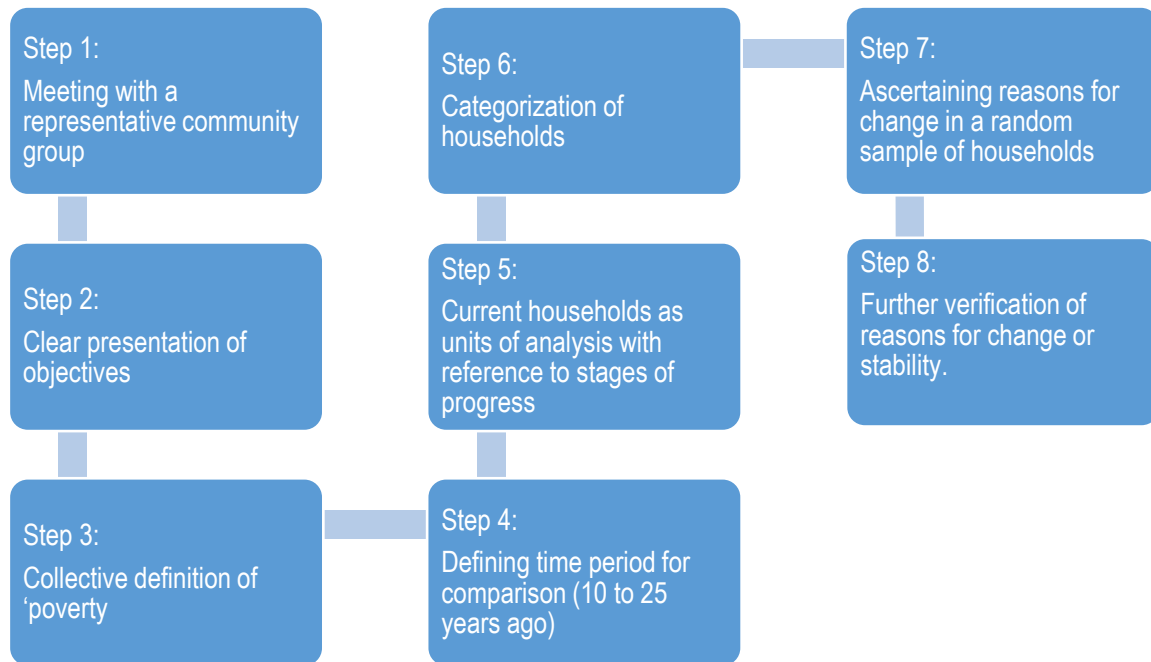 Step 1:
Meeting with a
representative community
group
Step 2:
Clear presentation of
objectives
Step 3:
Collective definition of
‘poverty
Step 4:
Defining time period for
comparison (10 to 25
years ago)
Step 5:
Current households as
units of analysis with
reference to stages of
progress
Step 6:
Categorization of
households
Step 7:
Ascertaining reasons for
change in a random
sample of households
Step 8:
Further verification of
reasons for change or
stability.